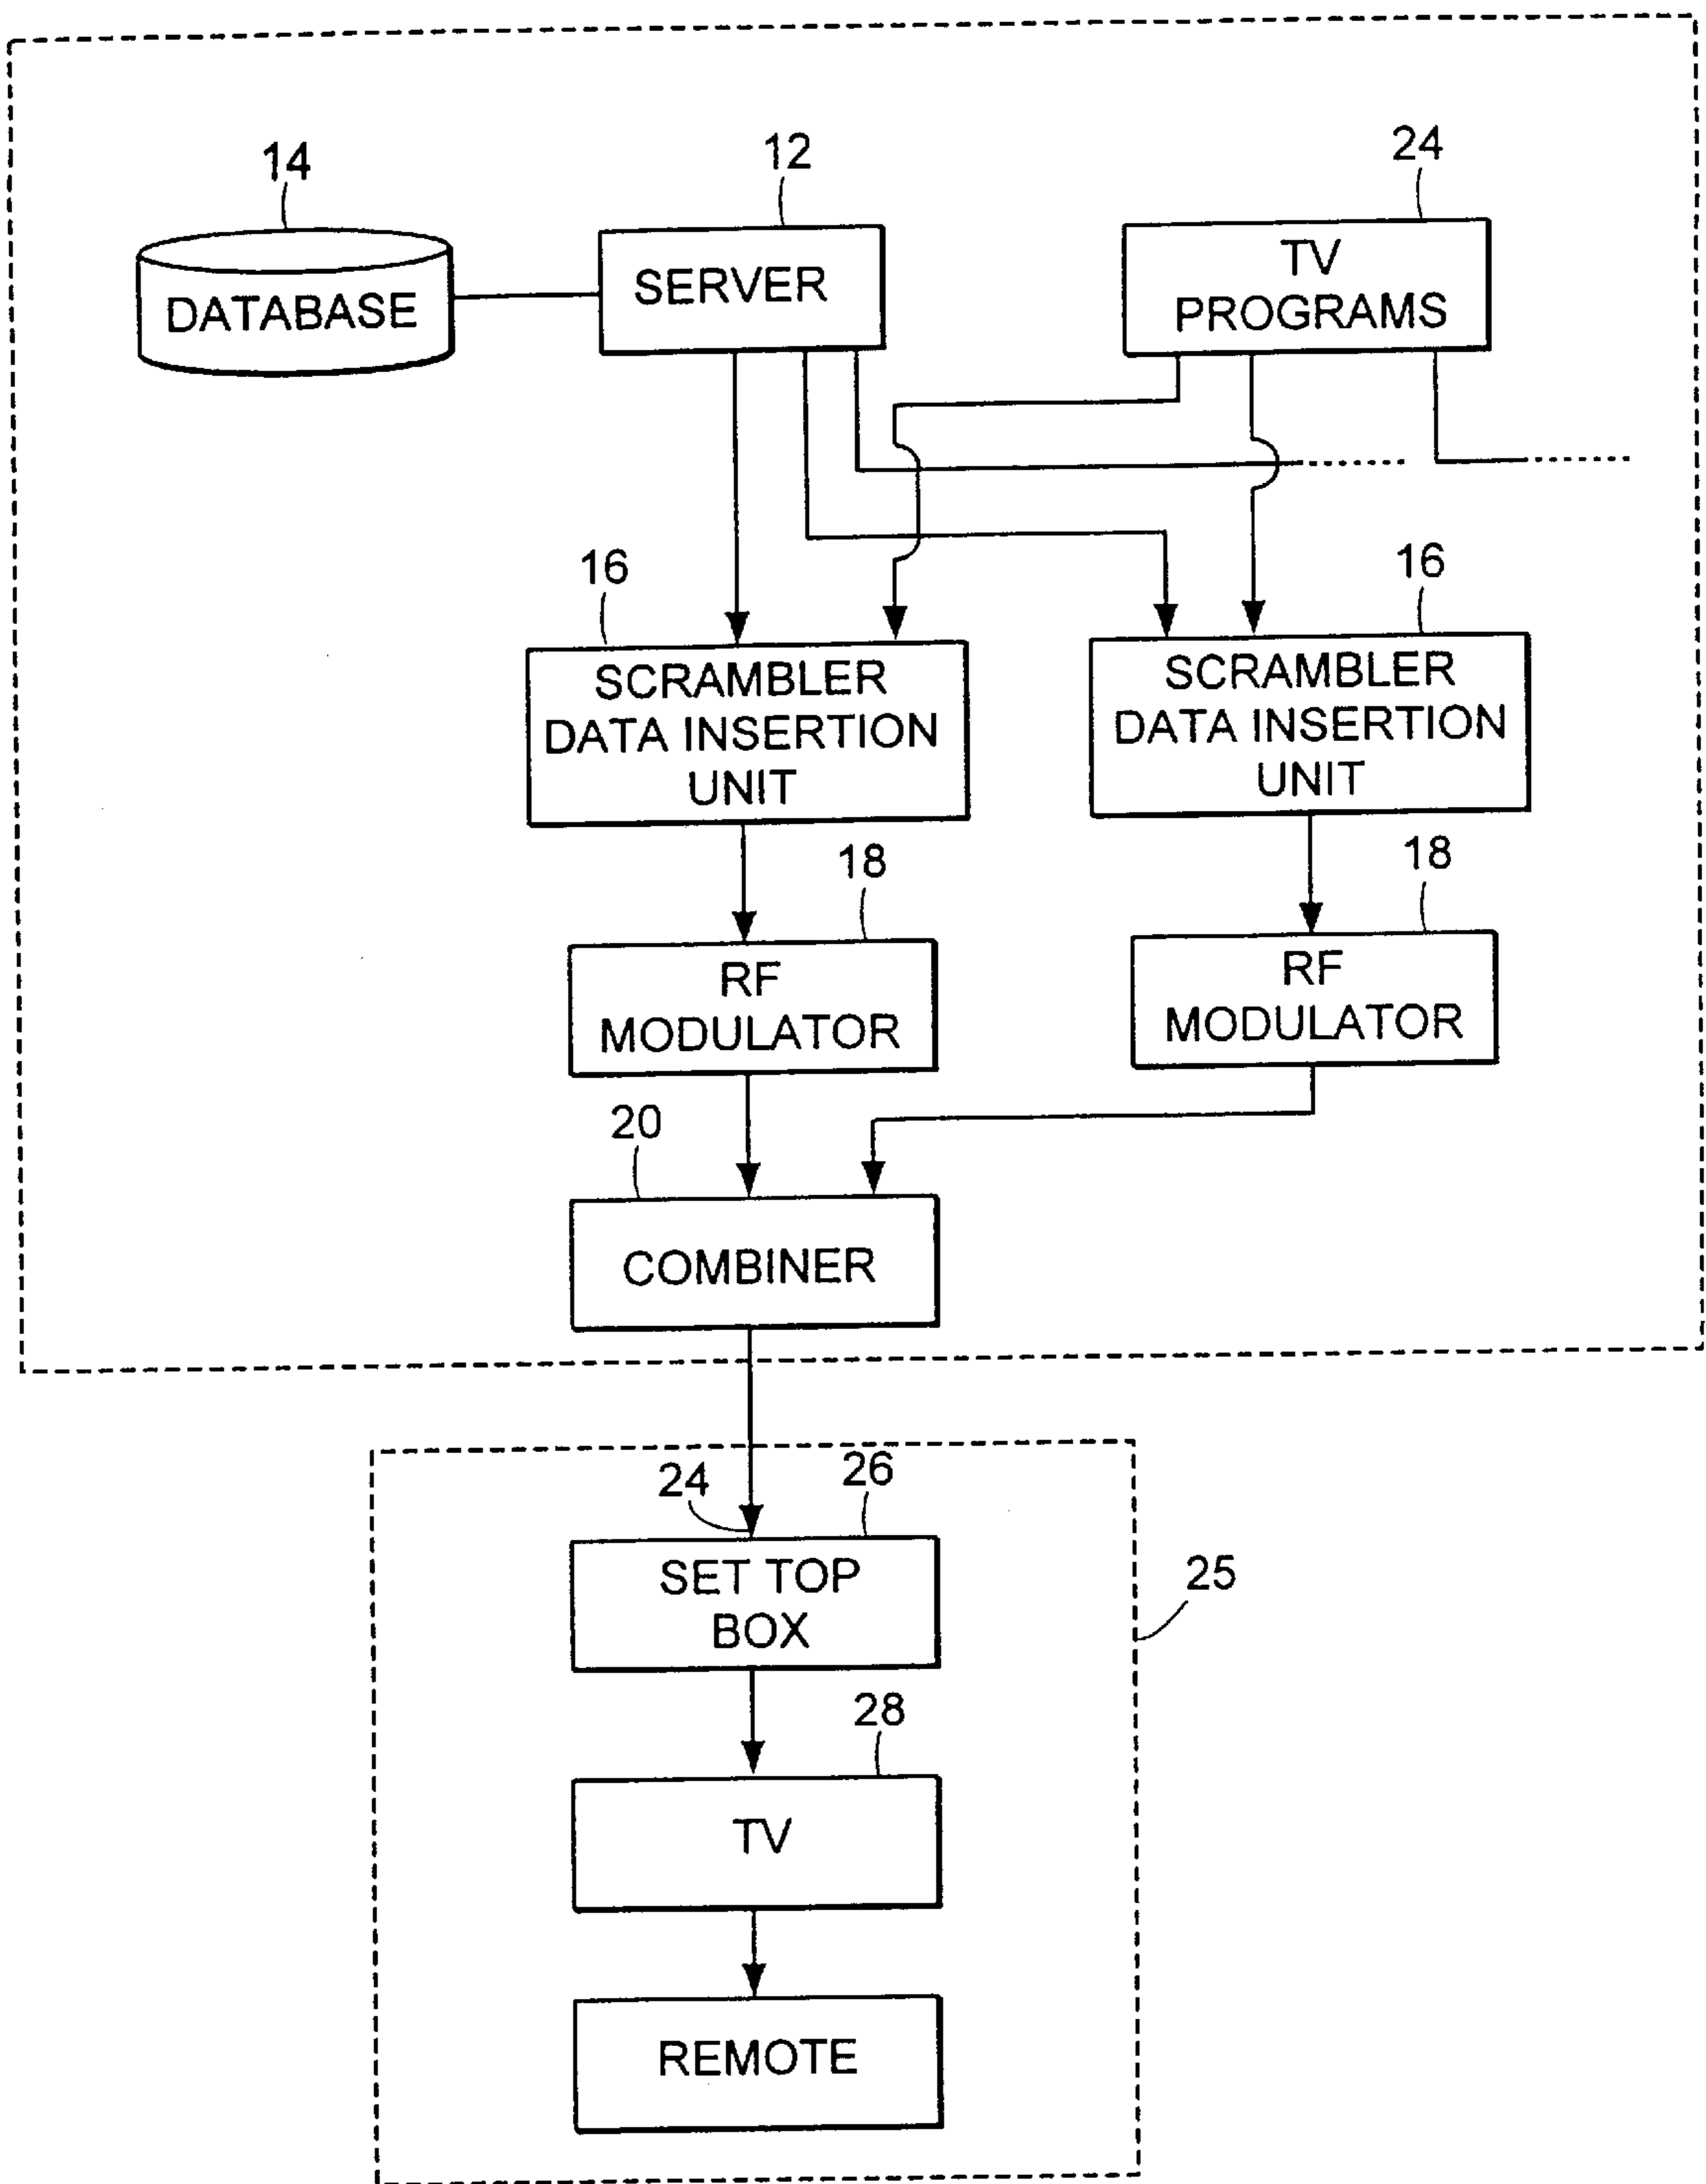 14
12
24
DATABASE
SERVER
TV
PROGRAMS
16
16
SCRAMBLER
DATA INSERTION
UNIT
SCRAMBLER
DATA INSERTION
UNIT
18
18
RF
MODULATOR
RF
MODULATOR
20
COMBINER
24
26
SET TOP
BOX
25
28
TV
REMOTE